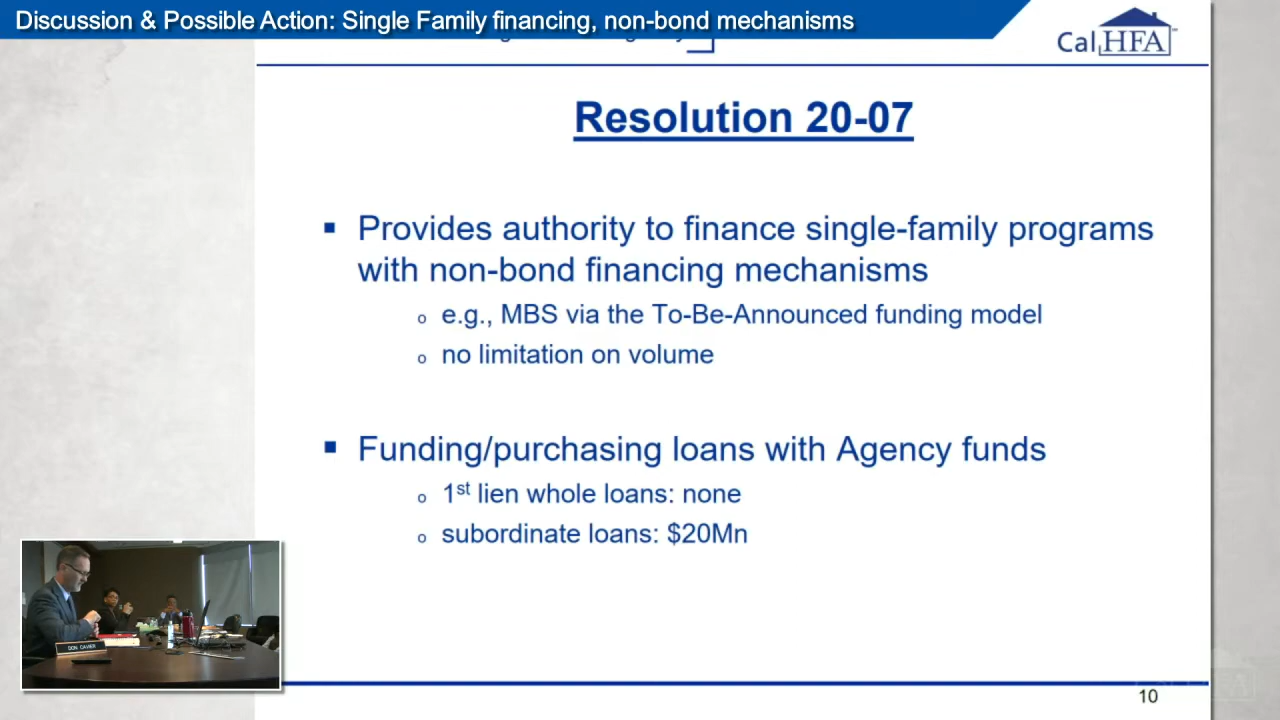 Discussion & Possible Action: Single Family financing, non-bond mechanisms
CalHFA
Resolution 20-07
▪ Provides authority to finance single-family programs
with non-bond financing mechanisms
o e.g., MBS via the To-Be-Announced funding model
o no limitation on volume
▪ Funding/purchasing loans with Agency funds
o 1st lien whole loans: none
o subordinate loans: $20Mn
DON CAVIER
10